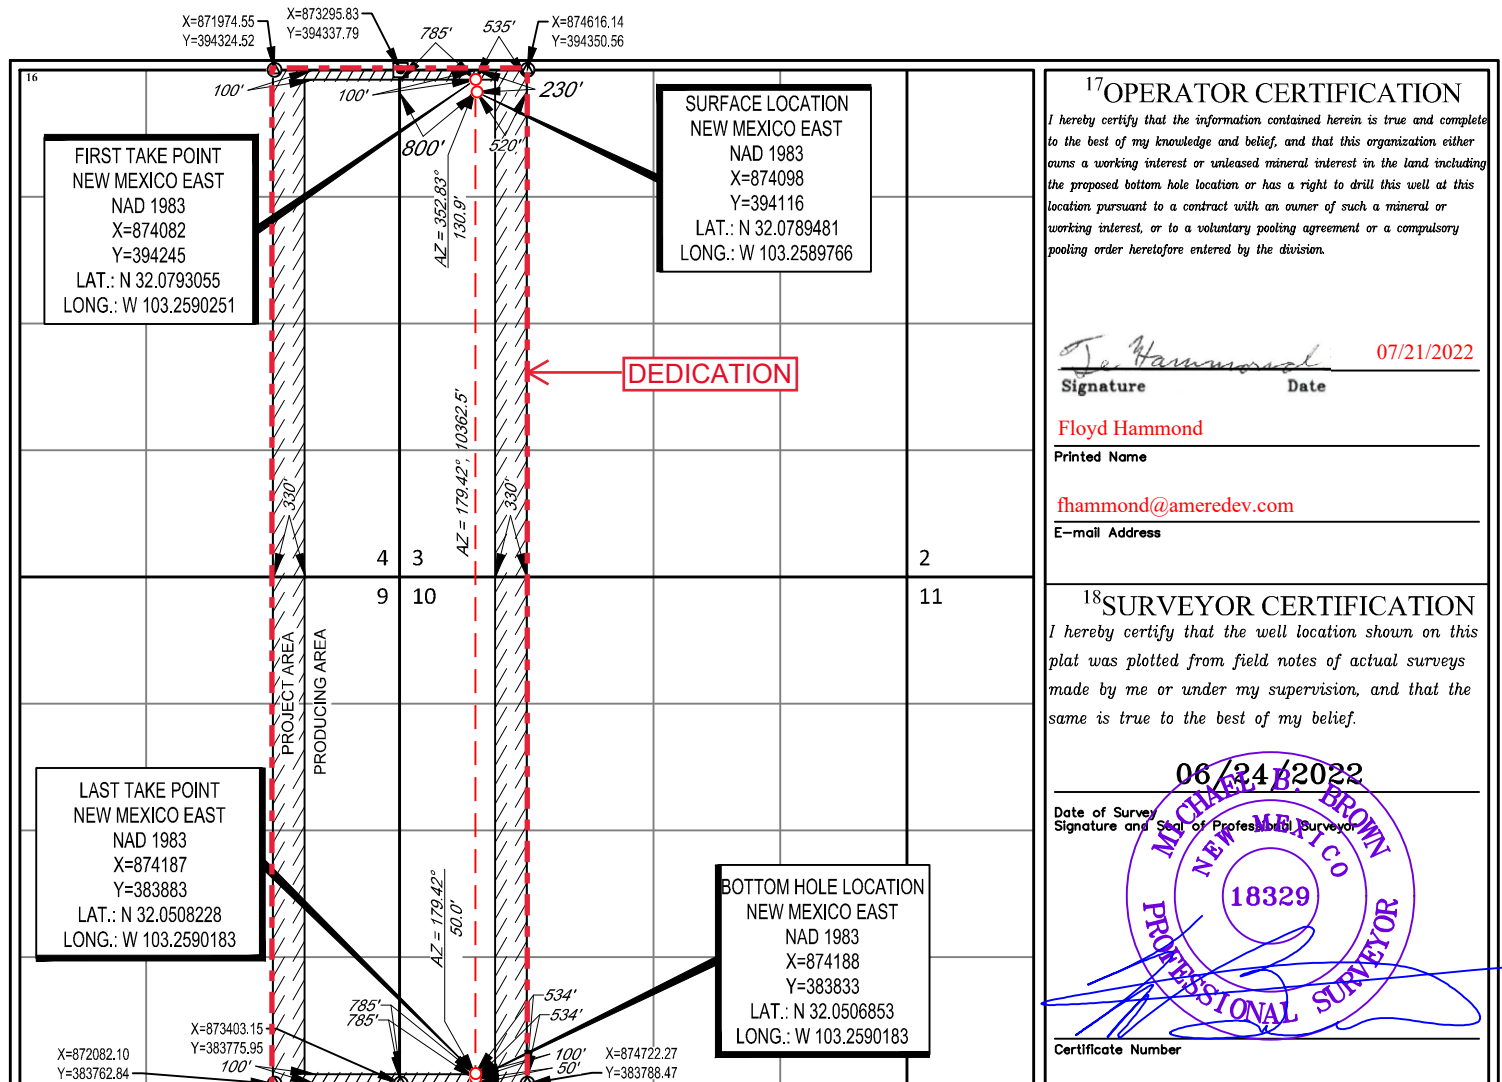 X=871974.55
Y=394324.52
X=873295.83
Y=394337.79
785'
535'
X=874616.14
Y=394350.56
16
100'
100'
230'
800'
520'
FIRST TAKE POINT
NEW MEXICO EAST
NAD 1983
X=874082
Y=394245
LAT.: N 32.0793055
LONG.: W 103.2590251
AZ = 352.83°
130.9'
SURFACE LOCATION
NEW MEXICO EAST
NAD 1983
X=874098
Y=394116
LAT.: N 32.0789481
LONG.: W 103.2589766
DEDICATION
AZ = 179.42°, 10362.5'
330'
330'
4 3
2
9 10
11
PROJECT AREA
PRODUCING AREA
LAST TAKE POINT
NEW MEXICO EAST
NAD 1983
X=874187
Y=383883
LAT.: N 32.0508228
LONG.: W 103.2590183
AZ = 179.42°
50.0'
BOTTOM HOLE LOCATION
NEW MEXICO EAST
NAD 1983
X=874188
Y=383833
LAT.: N 32.0506853
LONG.: W 103.2590183
785'
785'
534'
534'
X=873403.15
Y=383775.95
X=872082.10
Y=383762.84
100'
100'
50'
X=874722.27
Y=383788.47
17OPERATOR CERTIFICATION
I hereby certify that the information contained herein is true and complete
to the best of my knowledge and belief, and that this organization either
owns a working interest or unleased mineral interest in the land including
the proposed bottom hole location or has a right to drill this well at this
location pursuant to a contract with an owner of such a mineral or
working interest, or to a voluntary pooling agreement or a compulsory
pooling order heretofore entered by the division.
07/21/2022
Signature Date
Floyd Hammond
Printed Name
fhammond@ameredev.com
E-mail Address
18SURVEYOR CERTIFICATION
I hereby certify that the well location shown on this
plat was plotted from field notes of actual surveys
made by me or under my supervision, and that the
same is true to the best of my belief.
06/24/2022
Date of Survey
Signature and Seal of Professional Surveyor
MICHAEL B. BROWN
NEW MEXICO
18329
PROFESSIONAL SURVEYOR
Certificate Number